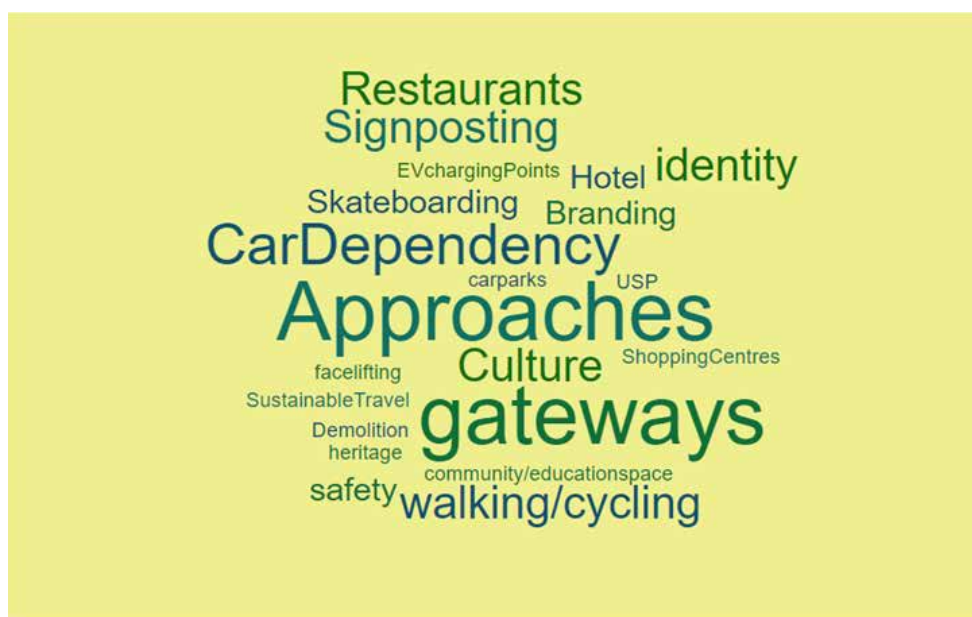 Restaurants
Signposting
identity
EVchargingPoints
Hotel
Skateboarding
Branding
CarDependency
carparks
USP
Approaches
Culture
ShoppingCentres
facelifting
SustainableTravel
gateways
Demolition
heritage
community/educationspace
safety
walking/cycling